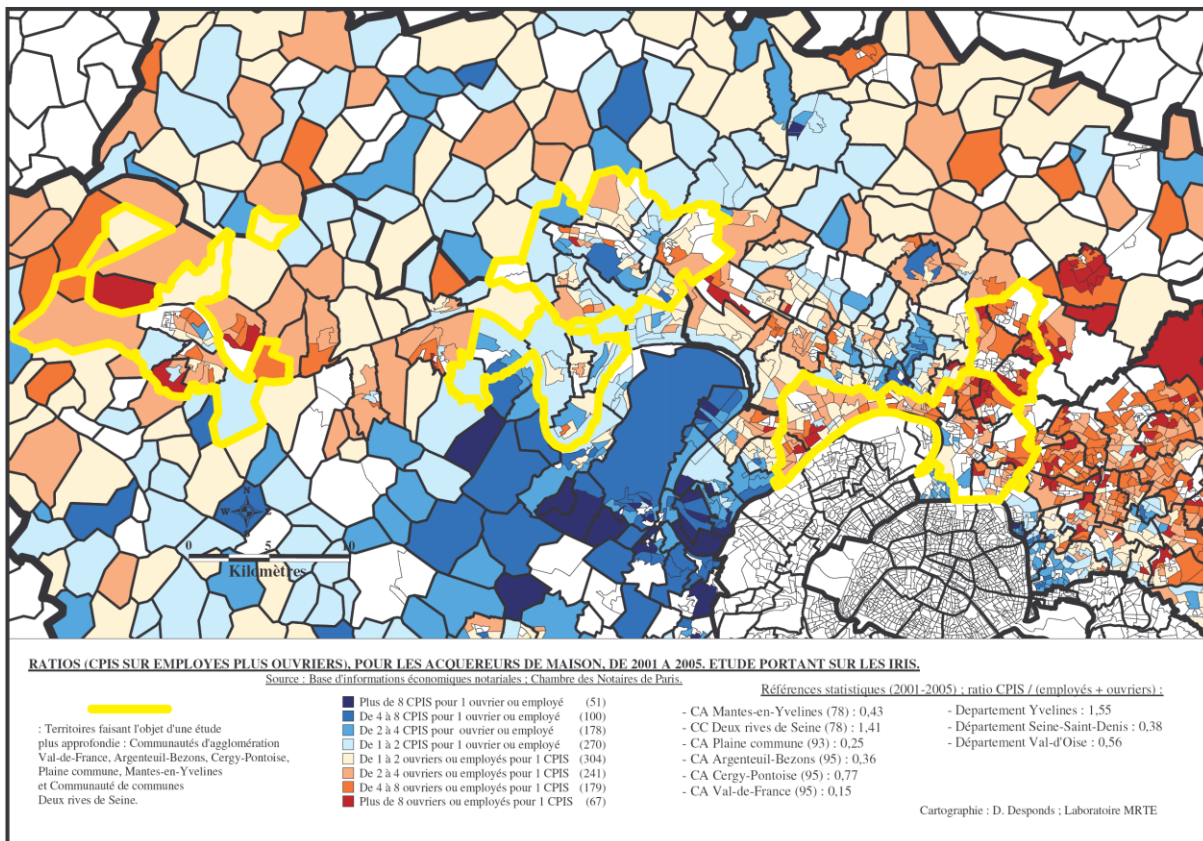 N
W
E
0 5 10
Kilomètres
RATIOS (CPIS SUR EMPLOYES PLUS OUVRIERS), POUR LES ACQUEREURS DE MAISON, DE 2001 A 2005. ETUDE PORTANT SUR LES IRIS.
Source : Base d'informations économiques notariales ; Chambre des Notaires de Paris.
: Territoires faisant l'objet d'une étude
plus approfondie : Communautés d'agglomération
Val-de-France, Argenteuil-Bezons, Cergy-Pontoise,
Plaine commune, Mantes-en-Yvelines
et Communauté de communes
Deux rives de Seine.
Plus de 8 CPIS pour 1 ouvrier ou employé (51)
De 4 à 8 CPIS pour 1 ouvrier ou employé (100)
De 2 à 4 CPIS pour ouvrier ou employé (178)
De 1 à 2 CPIS pour 1 ouvrier ou employé (270)
De 1 à 2 ouvriers ou employés pour 1 CPIS (304)
De 2 à 4 ouvriers ou employés pour 1 CPIS (241)
De 4 à 8 ouvriers ou employés pour 1 CPIS (179)
Plus de 8 ouvriers ou employés pour 1 CPIS (67)
Références statistiques (2001-2005) ; ratio CPIS / (employés + ouvriers) :
- CA Mantes-en-Yvelines (78) : 0,43
- CC Deux rives de Seine (78) : 1,41
- CA Plaine commune (93) : 0,25
- CA Argenteuil-Bezons (95) : 0,36
- CA Cergy-Pontoise (95) : 0,77
- CA Val-de-France (95) : 0,15
- Departement Yvelines : 1,55
- Département Seine-Saint-Denis : 0,38
- Département Val-d'Oise : 0,56
Cartographie : D. Desponds ; Laboratoire MRTE